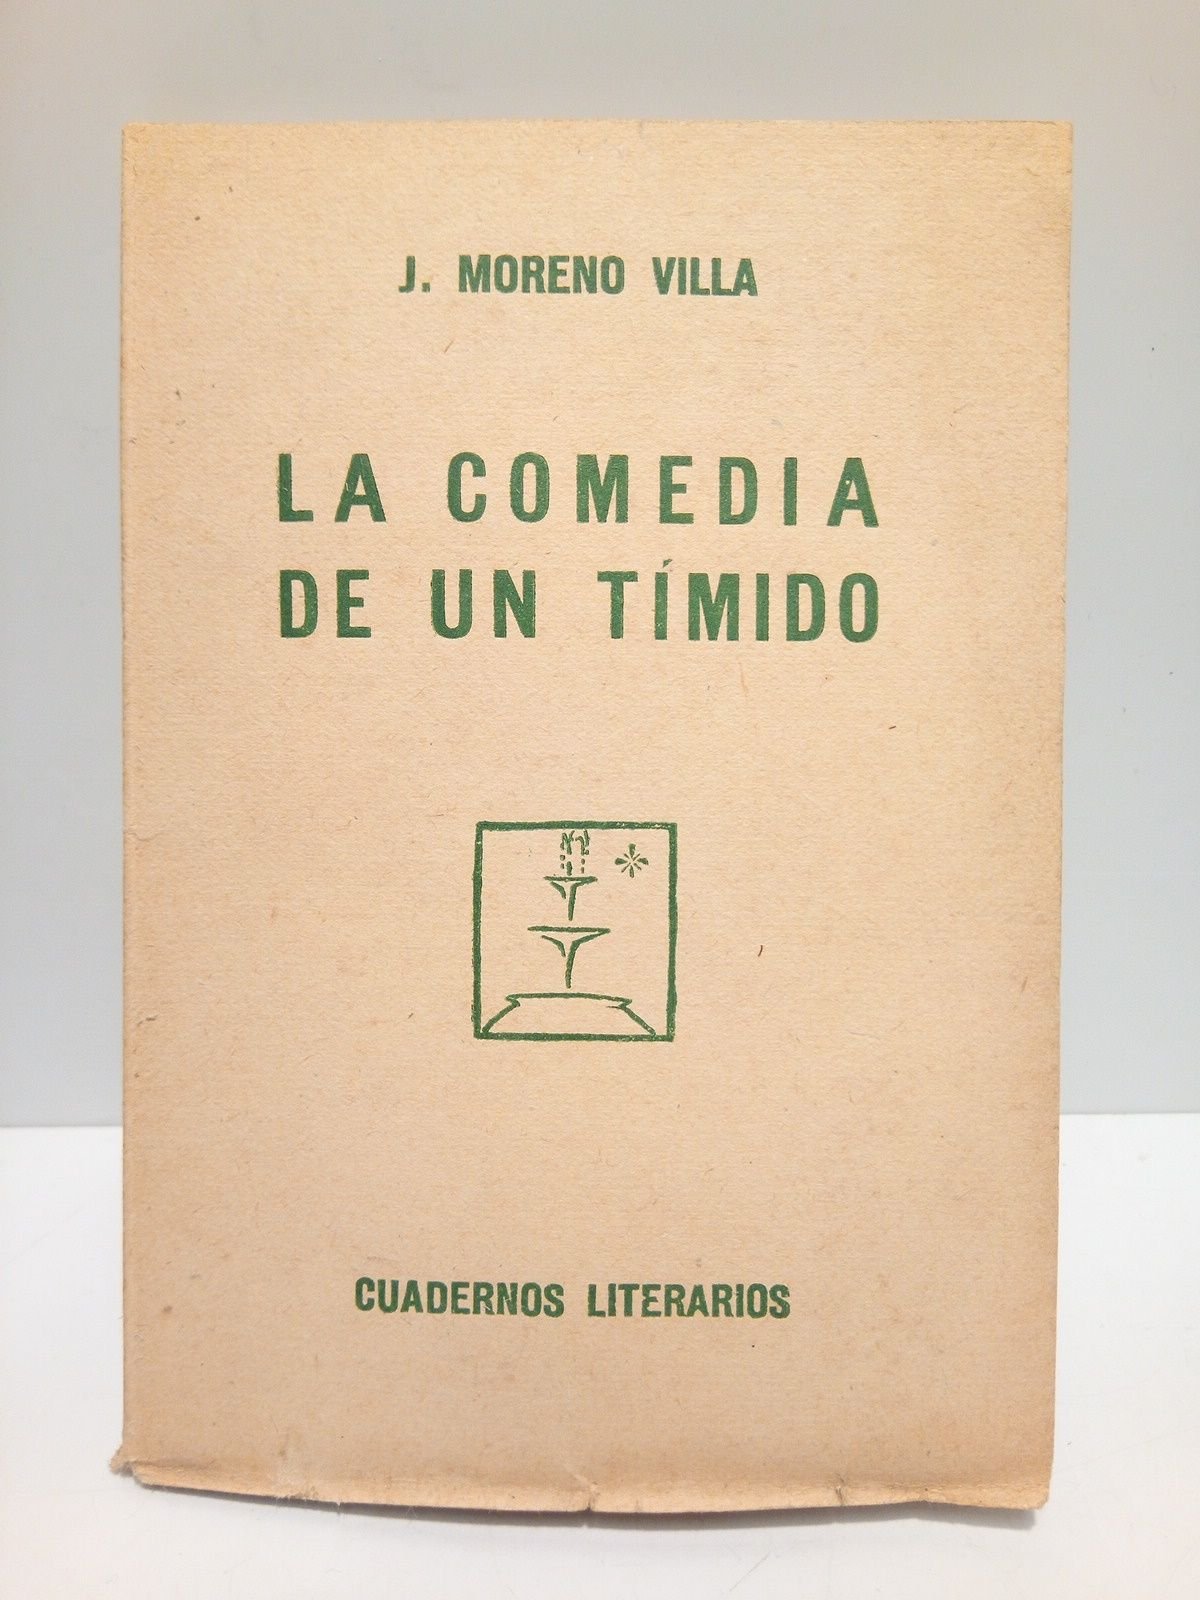 J. MORENO VILLA
LA COMEDIA
DE UN TÍMIDO
CUADERNOS LITERARIOS